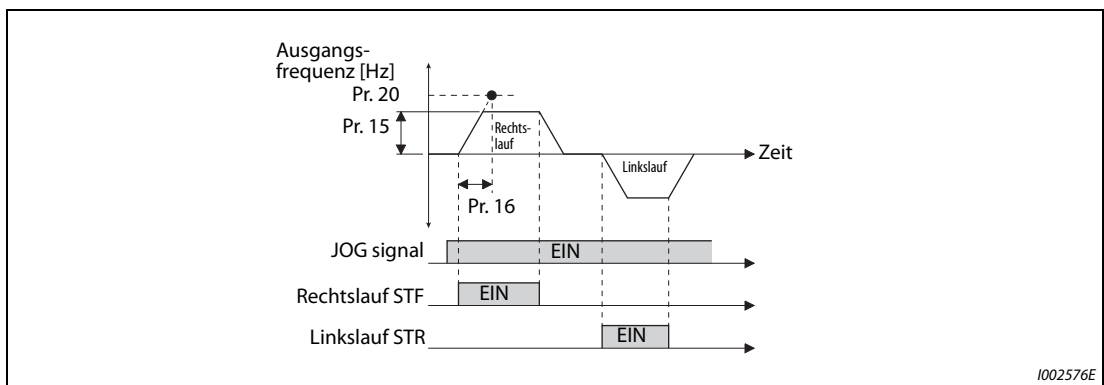 Ausgangs-
frequenz [Hz]
Pr. 20
Pr. 15
Rechts-
lauf
Zeit
Linkslauf
Pr. 16
JOG signal
EIN
Rechtslauf STF
EIN
Linkslauf STR
EIN
I002576E